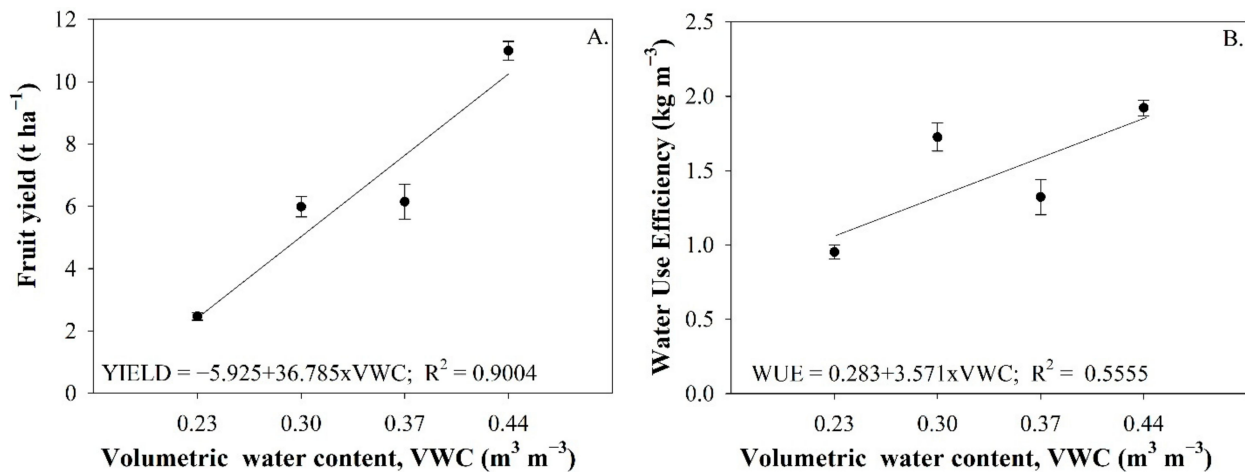 A.
Fruit yield (t ha⁻¹)
12
10
8
6
4
2
0
YIELD = −5.925+36.785xVWC; R² = 0.9004
0.23 0.30 0.37 0.44
Volumetric water content, VWC (m³ m⁻³)
B.
Water Use Efficiency (kg m⁻³)
2.5
2.0
1.5
1.0
0.5
0.0
WUE = 0.283+3.571xVWC; R² = 0.5555
0.23 0.30 0.37 0.44
Volumetric water content, VWC (m³ m⁻³)